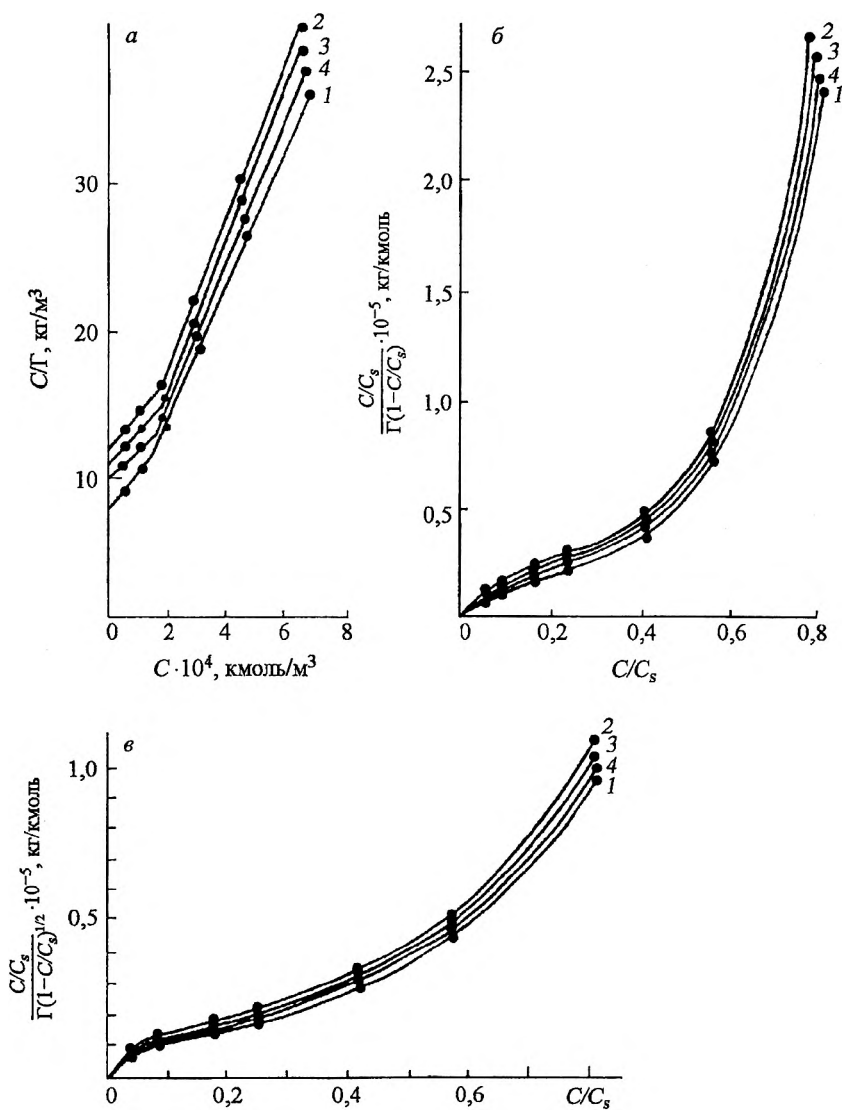 а
2
3
4
1
30
20
10
C/Г, кг/м³
0 2 4 6 8
C·10⁴, кмоль/м³
б
2
3
4
1
2,5
2,0
1,5
1,0
0,5
C/Cₛ / Г(1−C/Cₛ) ·10⁻⁵, кг/кмоль
0 0,2 0,4 0,6 0,8
C/Cₛ
в
2
3
4
1
1,0
0,5
C/Cₛ / Г(1−C/Cₛ)^1/2 ·10⁻⁵, кг/кмоль
0 0,2 0,4 0,6 C/Cₛ